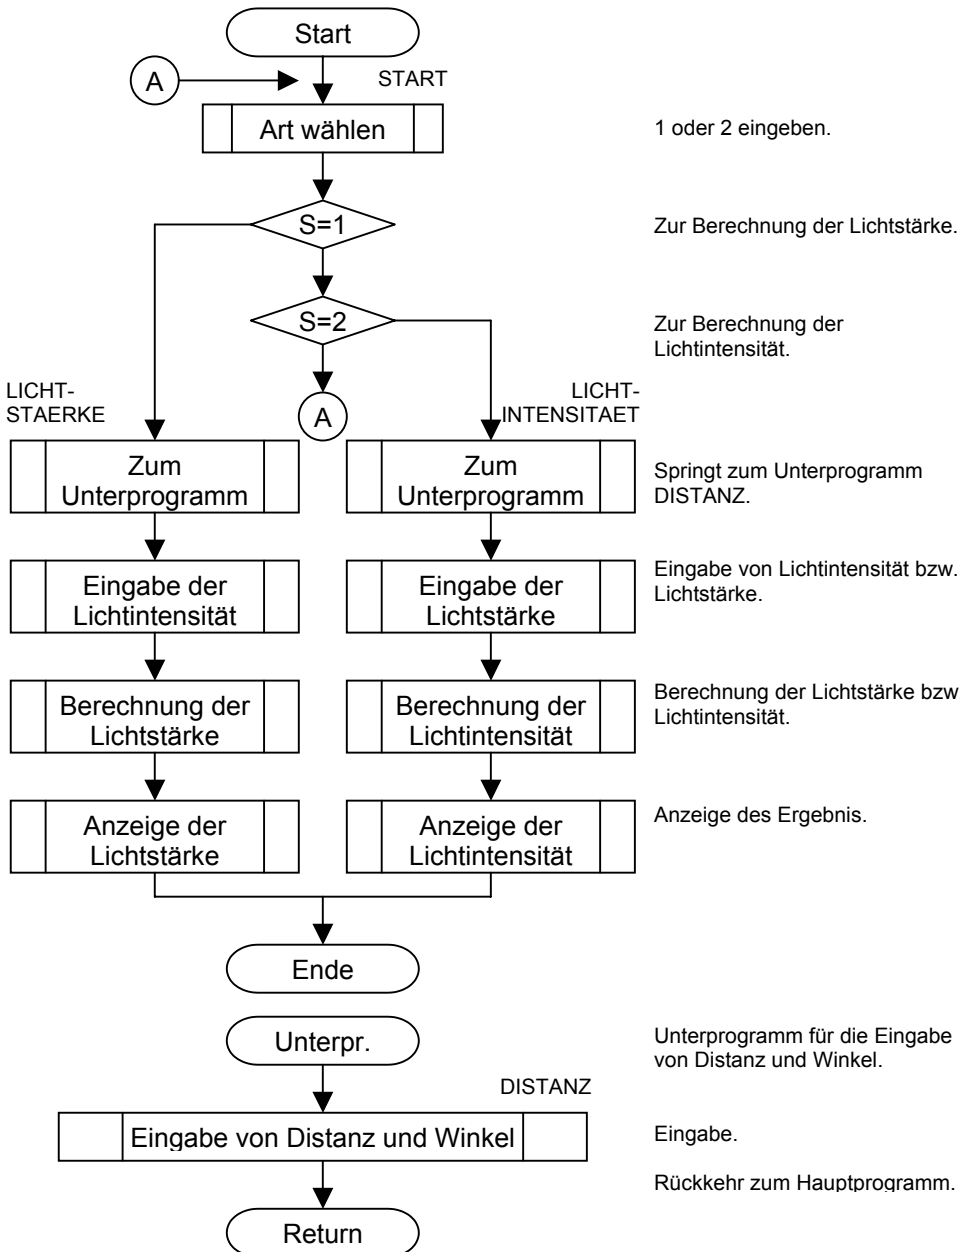 Start
A
START
Art wählen
1 oder 2 eingeben.
S=1
Zur Berechnung der Lichtstärke.
S=2
Zur Berechnung der
Lichtintensität.
LICHT-
STAERKE
A
LICHT-
INTENSITAET
Zum
Unterprogramm
Zum
Unterprogramm
Springt zum Unterprogramm
DISTANZ.
Eingabe der
Lichtintensität
Eingabe der
Lichtstärke
Eingabe von Lichtintensität bzw.
Lichtstärke.
Berechnung der
Lichtstärke
Berechnung der
Lichtintensität
Berechnung der Lichtstärke bzw
Lichtintensität.
Anzeige der
Lichtstärke
Anzeige der
Lichtintensität
Anzeige des Ergebnis.
Ende
Unterpr.
Unterprogramm für die Eingabe
von Distanz und Winkel.
DISTANZ
Eingabe von Distanz und Winkel
Eingabe.
Rückkehr zum Hauptprogramm.
Return